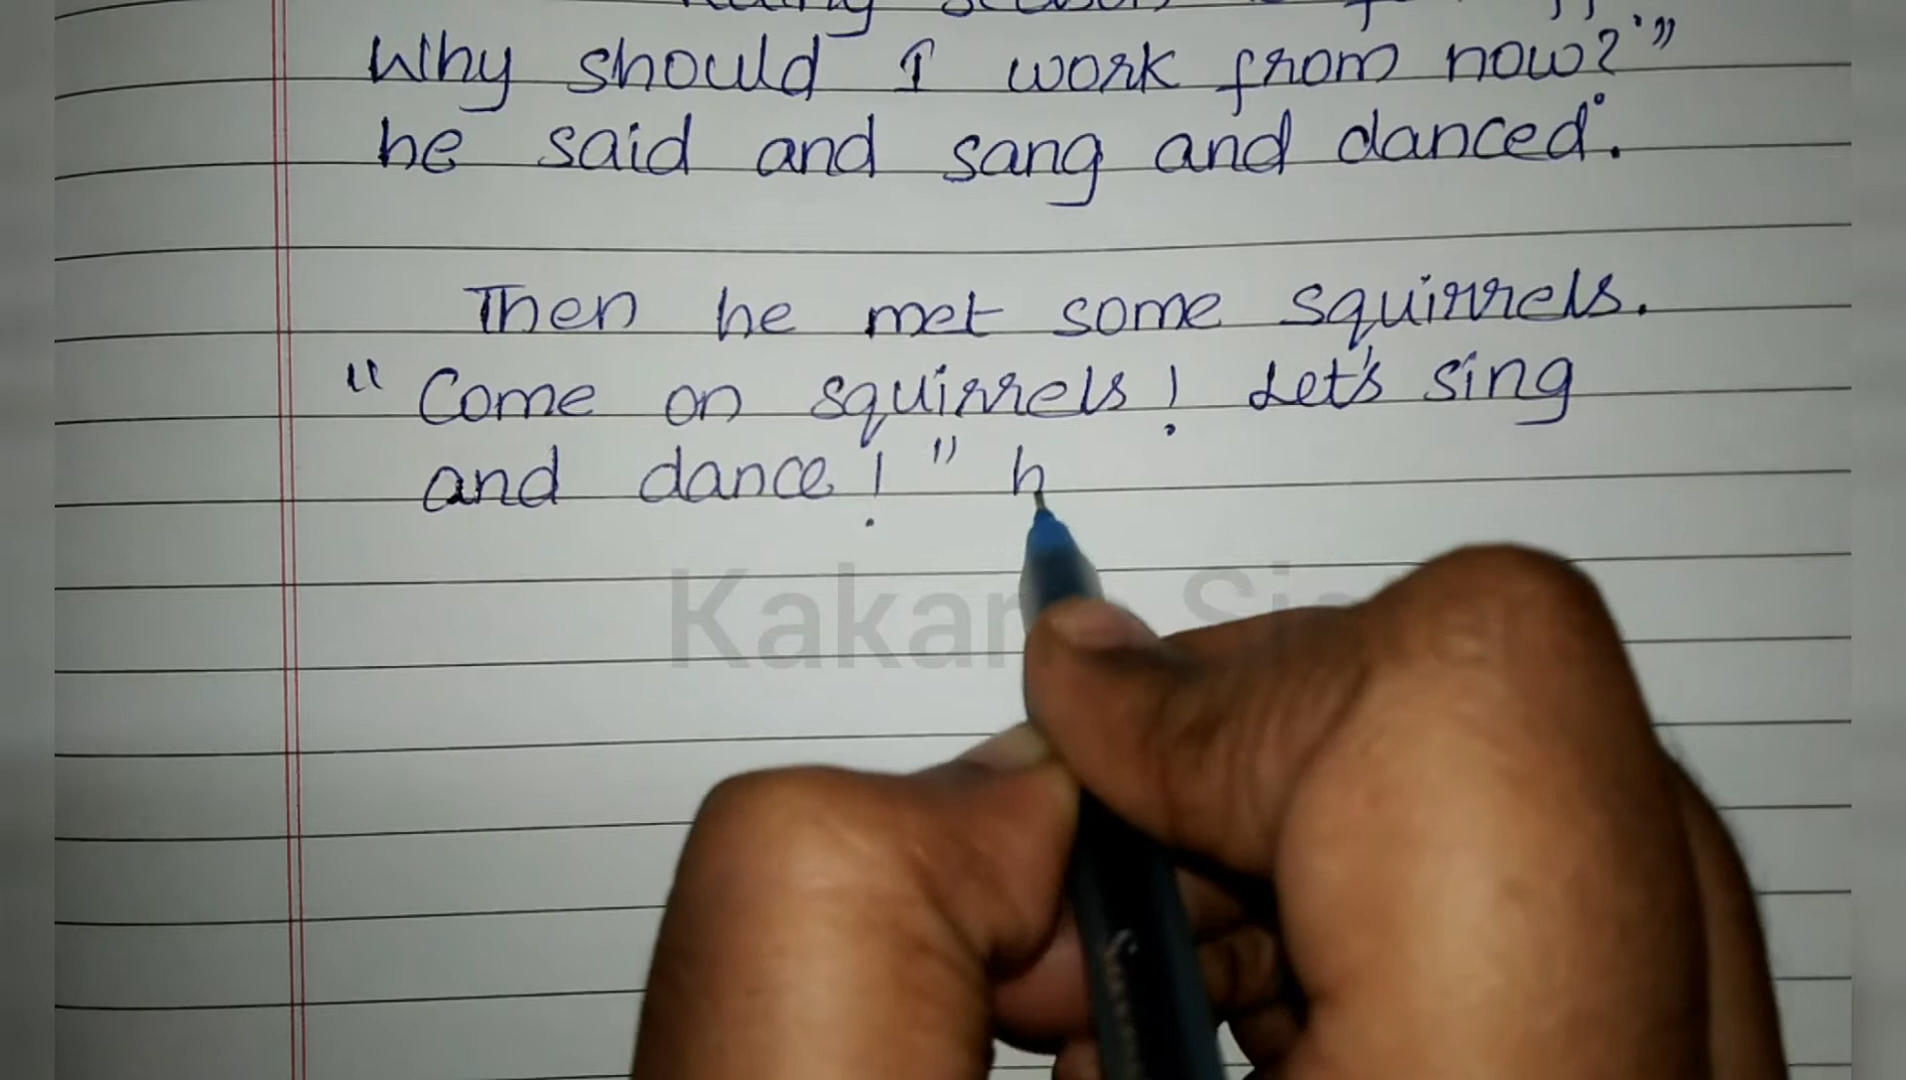 season
Why should I work from now?"
he said and sang and danced.
Then he met some squirrels.
"Come on squirrels! Let's sing
and dance!" h